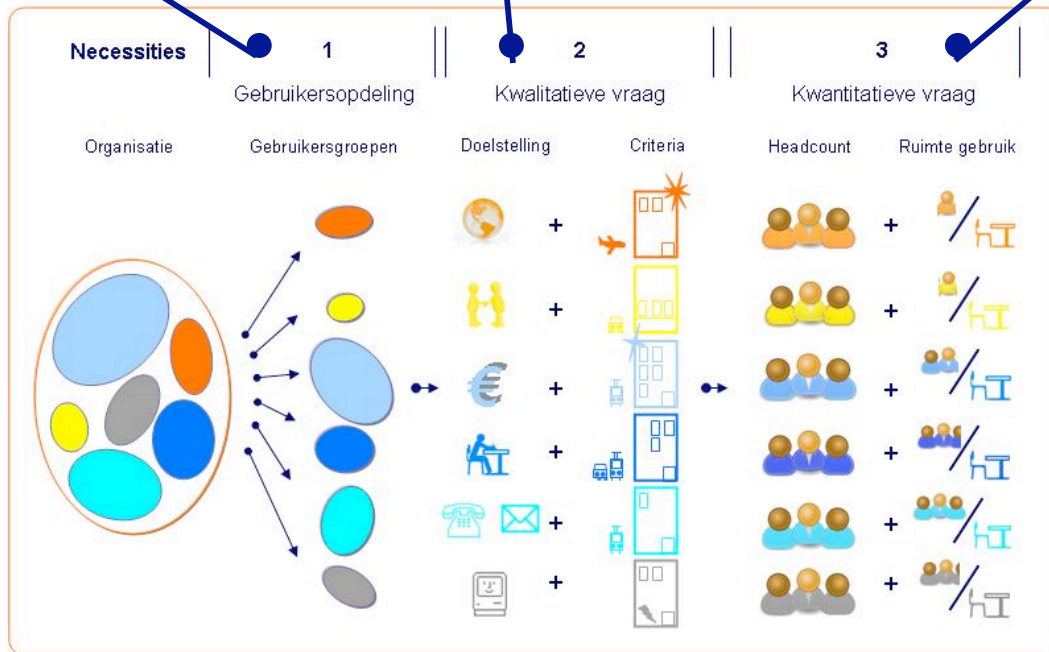 Necessities 1 2 3
Gebruikersopdeling Kwalitatieve vraag Kwantitatieve vraag
Organisatie Gebruikersgroepen Doelstelling Criteria Headcount Ruimte gebruik
+ + /
+ + /
€ + + /
+ + /
+ + /
+ + /